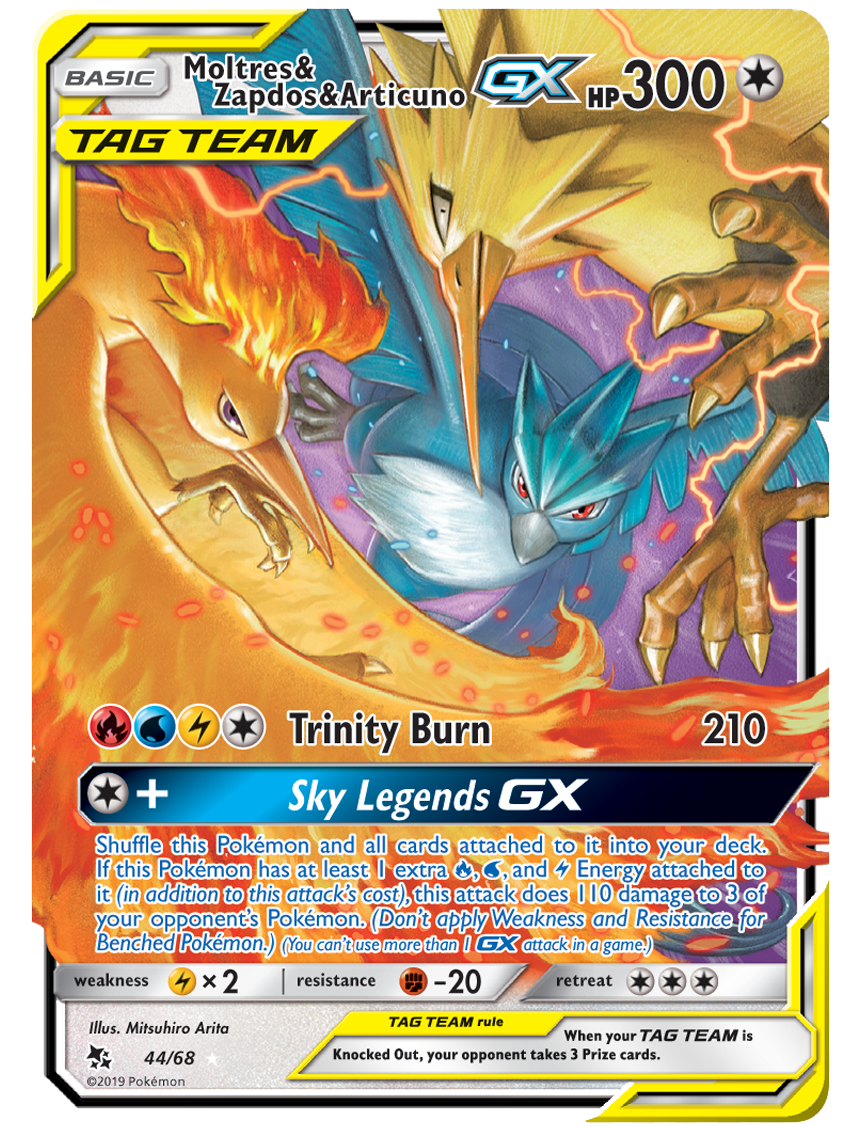 BASIC
Moltres&
Zapdos&Articuno GX HP300
TAG TEAM
Trinity Burn 210
+ Sky Legends GX
Shuffle this Pokémon and all cards attached to it into your deck.
If this Pokémon has at least 1 extra , , and Energy attached to
it (in addition to this attack's cost), this attack does 110 damage to 3 of
your opponent's Pokémon. (Don't apply Weakness and Resistance for
Benched Pokémon.) (You can't use more than 1 GX attack in a game.)
weakness ×2 resistance -20 retreat
Illus. Mitsuhiro Arita
44/68
©2019 Pokémon
TAG TEAM rule
When your TAG TEAM is
Knocked Out, your opponent takes 3 Prize cards.